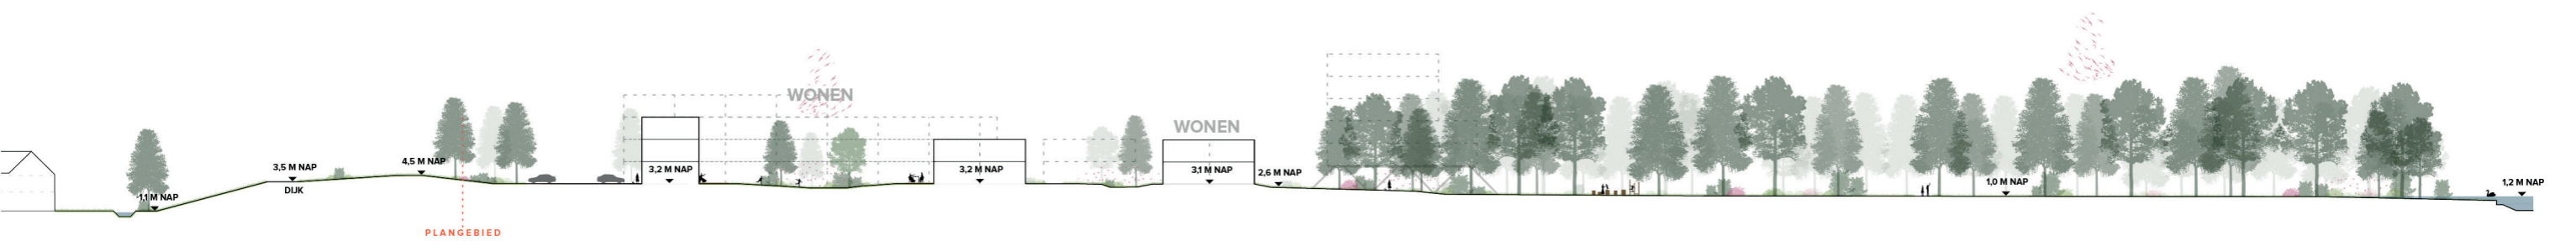 -1,1 M NAP
3,5 M NAP
DIJK
4,5 M NAP
PLANGEBIED
3,2 M NAP
WONEN
3,2 M NAP
WONEN
3,1 M NAP
2,6 M NAP
1,0 M NAP
1,2 M NAP